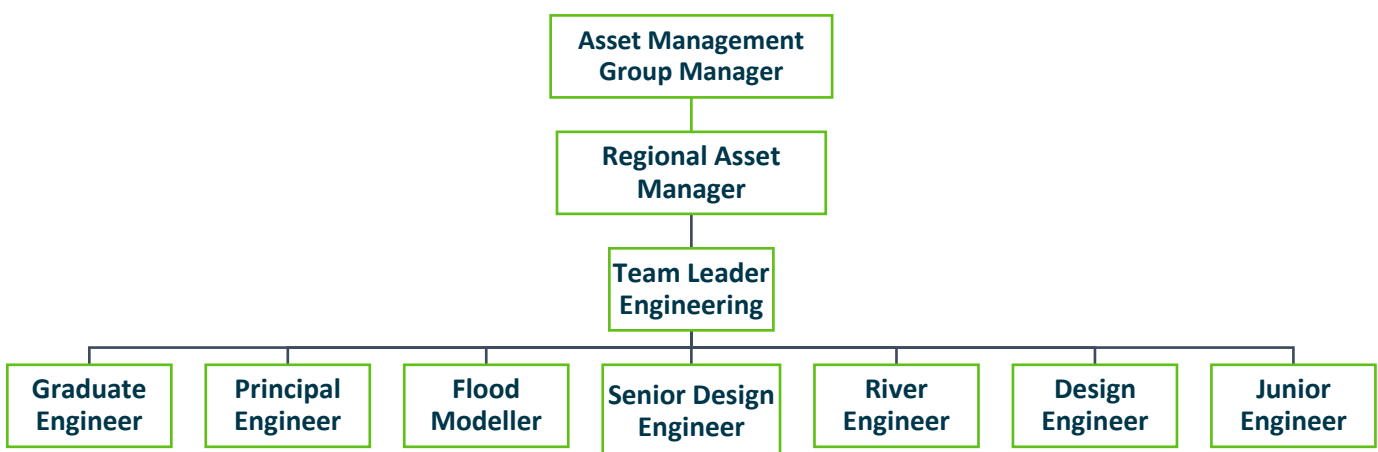 Asset Management
Group Manager
Regional Asset
Manager
Team Leader
Engineering
Graduate
Engineer
Principal
Engineer
Flood
Modeller
Senior Design
Engineer
River
Engineer
Design
Engineer
Junior
Engineer